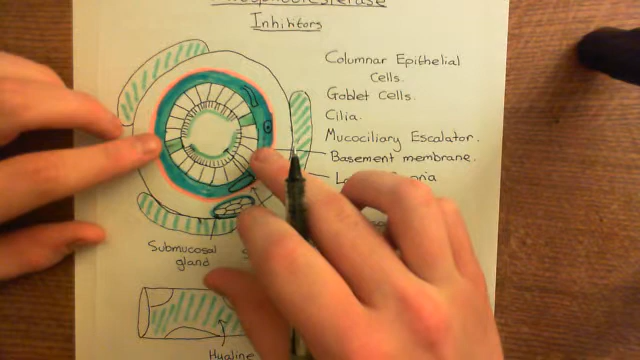 Inhibitors
Columnar Epithelial
Cells.
Goblet Cells.
Cilia.
Mucociliary Escalator.
Basement membrane.
Submucosal
gland
Hyaline